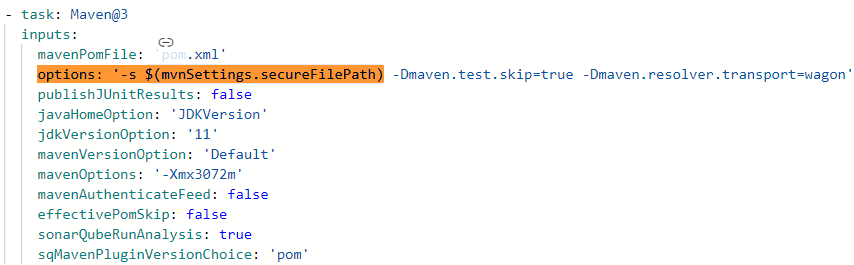 - task: Maven@3
inputs:
mavenPomFile: 'pom.xml'
options: '-s $(mvnSettings.secureFilePath) -Dmaven.test.skip=true -Dmaven.resolver.transport=wagon'
publishJUnitResults: false
javaHomeOption: 'JDKVersion'
jdkVersionOption: '11'
mavenVersionOption: 'Default'
mavenOptions: '-Xmx3072m'
mavenAuthenticateFeed: false
effectivePomSkip: false
sonarQubeRunAnalysis: true
sqMavenPluginVersionChoice: 'pom'